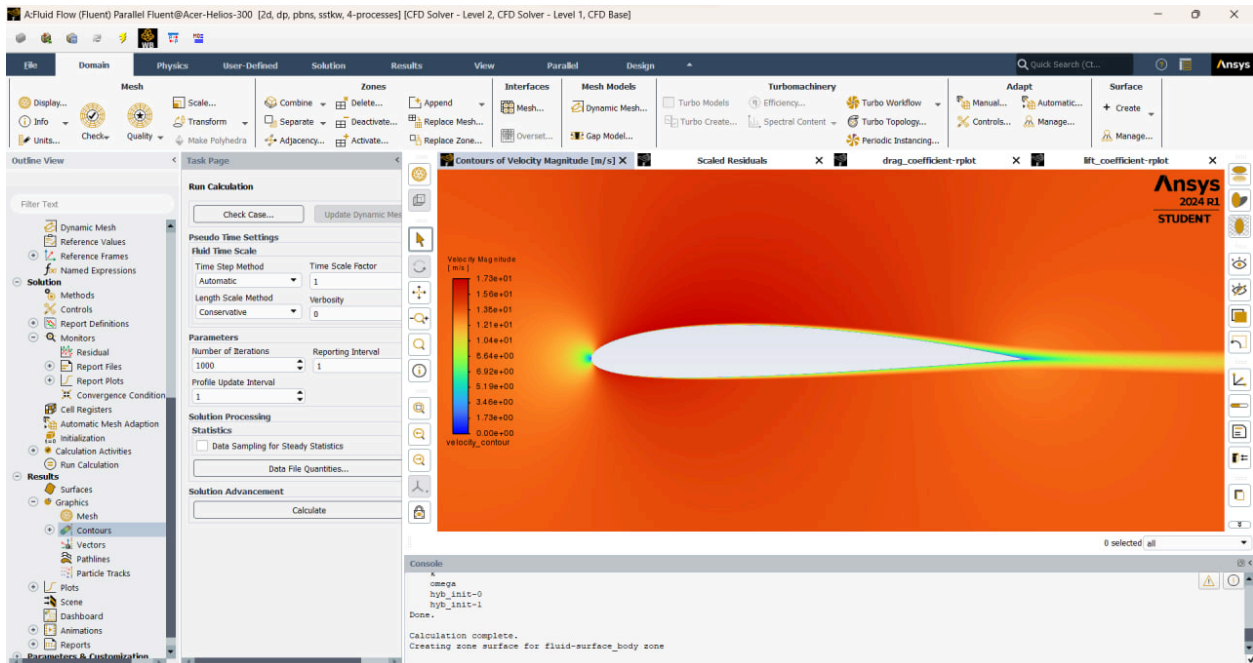 A:Fluid Flow (Fluent) Parallel Fluent@Acer-Helios-300 [2d, dp, pbns, sstkw, 4-processes] [CFD Solver - Level 2, CFD Solver - Level 1, CFD Base]
WB
File Domain Physics User-Defined Solution Results View Parallel Design Quick Search (Ct... Ansys
Mesh Zones Interfaces Mesh Models Turbomachinery Adapt Surface
Display... Scale... Combine Delete... Append Mesh... Dynamic Mesh... Turbo Models Efficiency... Turbo Workflow Manual... Automatic... + Create
Info Check Quality Transform Separate Deactivate... Replace Mesh... Turbo Create... Spectral Content Turbo Topology... Controls... Manage...
Units... Make Polyhedra Adjacency... Activate... Replace Zone... Overset... Gap Model... Periodic Instancing... Manage...
Outline View
Filter Text
Dynamic Mesh
Reference Values
Reference Frames
Named Expressions
Solution
Methods
Controls
Report Definitions
Monitors
Residual
Report Files
Report Plots
Convergence Condition
Cell Registers
Automatic Mesh Adaption
Initialization
Calculation Activities
Run Calculation
Results
Surfaces
Graphics
Mesh
Contours
Vectors
Pathlines
Particle Tracks
Plots
Scene
Dashboard
Animations
Reports
Parameters & Customization
Task Page
Run Calculation
Check Case... Update Dynamic Mes
Pseudo Time Settings
Fluid Time Scale
Time Step Method Time Scale Factor
Automatic 1
Length Scale Method Verbosity
Conservative 0
Parameters
Number of Iterations Reporting Interval
1000 1
Profile Update Interval
1
Solution Processing
Statistics
Data Sampling for Steady Statistics
Data File Quantities...
Solution Advancement
Calculate
Contours of Velocity Magnitude [m/s] X Scaled Residuals X drag_coefficient-rplot X lift_coefficient-rplot X
Ansys
2024 R1
STUDENT
Velocity Magnitude
[ m/s ]
1.73e+01
1.56e+01
1.38e+01
1.21e+01
1.04e+01
8.64e+00
6.92e+00
5.19e+00
3.46e+00
1.73e+00
0.00e+00
velocity_contour
0 selected all
Console
k
omega
hyb_init-0
hyb_init-1
Done.
Calculation complete.
Creating zone surface for fluid-surface_body zone